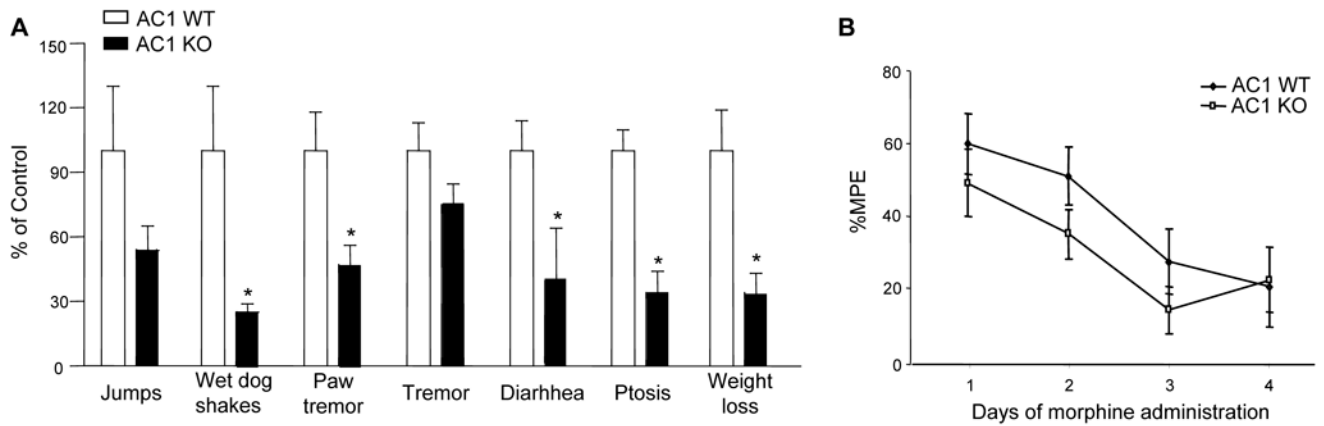 A
AC1 WT
AC1 KO
% of Control
150
120
90
60
30
0
Jumps
Wet dog
shakes
Paw
tremor
Tremor
Diarhhea
Ptosis
Weight
loss
*
*
*
*
*
B
AC1 WT
AC1 KO
%MPE
80
60
40
20
0
1 2 3 4
Days of morphine administration